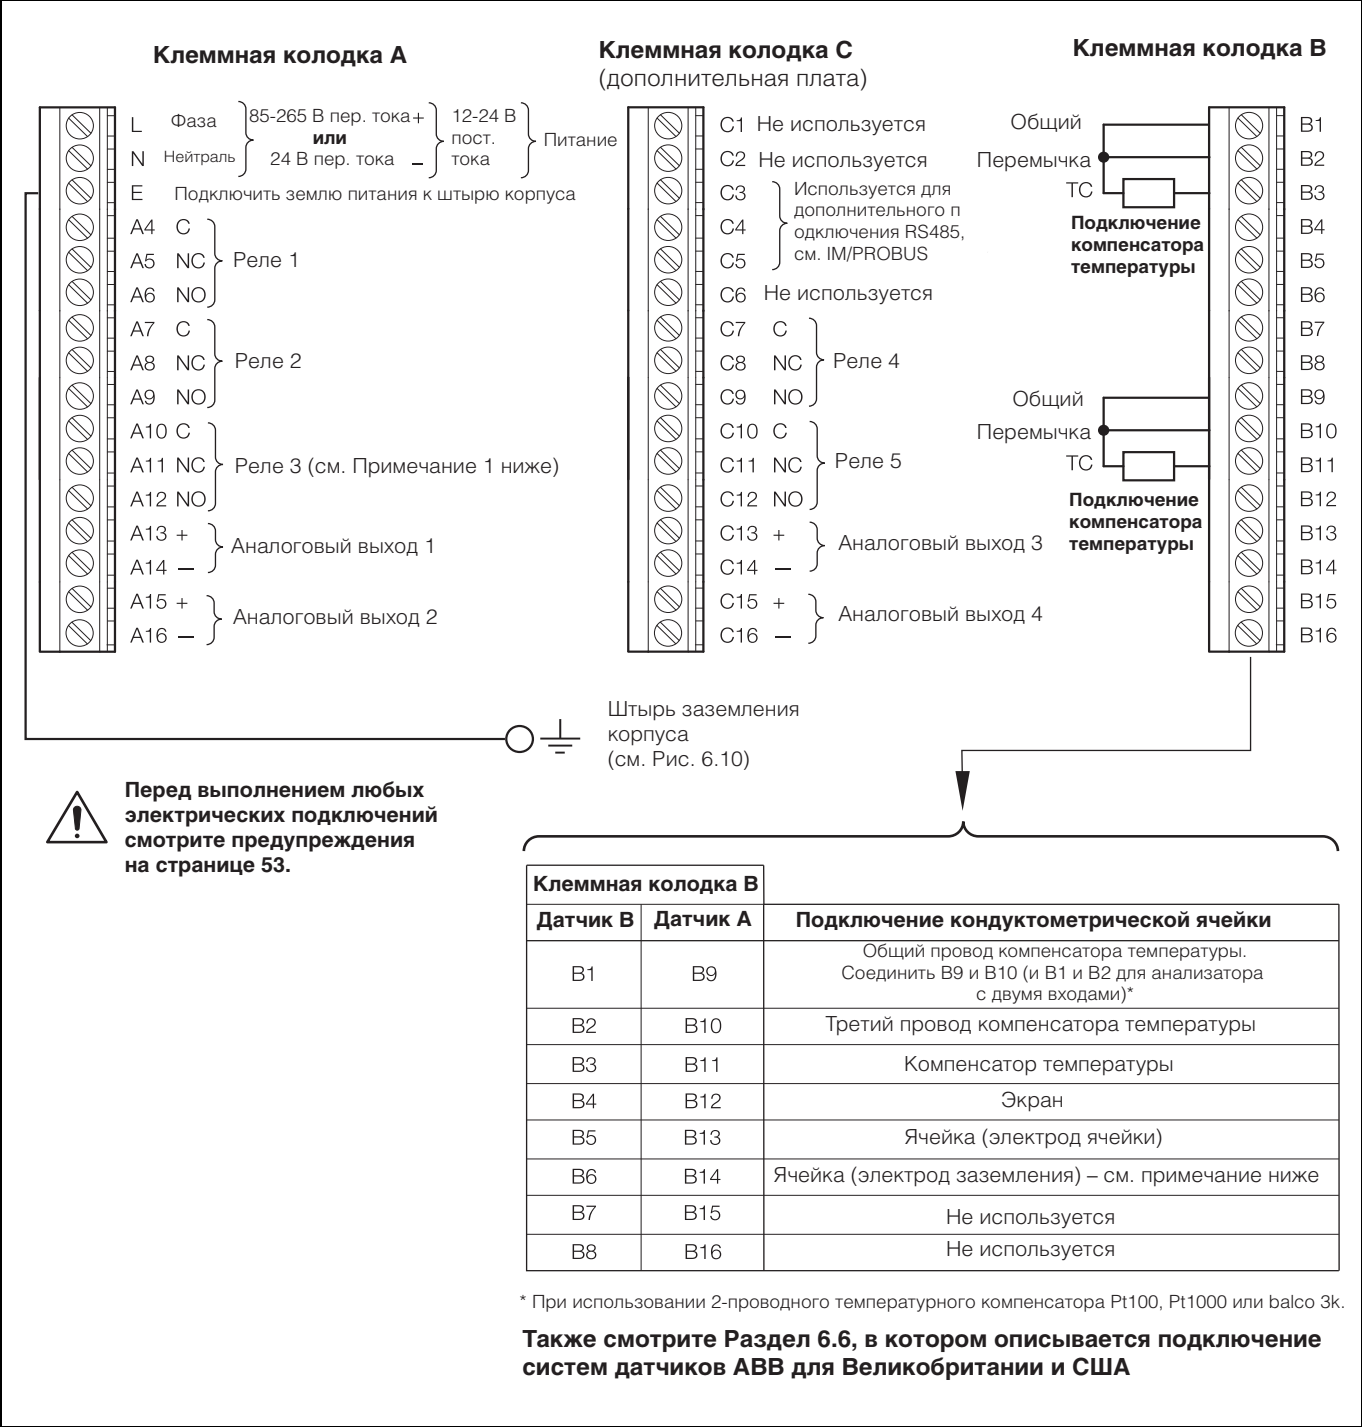 Клеммная колодка А
L Фаза 85-265 В пер. тока + 12-24 В
или пост. Питание
N Нейтраль 24 В пер. тока – тока
E Подключить землю питания к штырю корпуса
A4 C
A5 NC Реле 1
A6 NO
A7 C
A8 NC Реле 2
A9 NO
A10 C
A11 NC Реле 3 (см. Примечание 1 ниже)
A12 NO
A13 +
Аналоговый выход 1
A14 –
A15 +
Аналоговый выход 2
A16 –
Клеммная колодка С
(дополнительная плата)
C1 Не используется
C2 Не используется
C3 Используется для
дополнительного п
C4 одключения RS485,
C5 см. IM/PROBUS
C6 Не используется
C7 C
C8 NC Реле 4
C9 NO
C10 C
C11 NC Реле 5
C12 NO
C13 +
Аналоговый выход 3
C14 –
C15 +
Аналоговый выход 4
C16 –
Клеммная колодка В
Общий B1
Перемычка B2
ТС B3
Подключение B4
компенсатора B5
температуры B6
B7
B8
Общий B9
Перемычка B10
ТС B11
Подключение B12
компенсатора B13
температуры B14
B15
B16
Штырь заземления
корпуса
(см. Рис. 6.10)
Перед выполнением любых
электрических подключений
смотрите предупреждения
на странице 53.
Клеммная колодка В
Датчик В Датчик А Подключение кондуктометрической ячейки
Общий провод компенсатора температуры.
B1 B9 Соединить В9 и В10 (и В1 и В2 для анализатора
с двумя входами)*
B2 B10 Третий провод компенсатора температуры
B3 B11 Компенсатор температуры
B4 B12 Экран
B5 B13 Ячейка (электрод ячейки)
B6 B14 Ячейка (электрод заземления) – см. примечание ниже
B7 B15 Не используется
B8 B16 Не используется
* При использовании 2-проводного температурного компенсатора Pt100, Pt1000 или balco 3k.
Также смотрите Раздел 6.6, в котором описывается подключение
систем датчиков АВВ для Великобритании и США